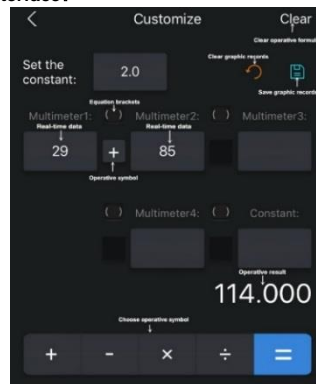 Customize Clear
Clear operative formul
Clear graphic records
Set the
constant: 2.0
Save graphic records
Equation brackets
Multimeter1: ( ) Multimeter2: ( ) Multimeter3:
Real-time data Real-time data
29 + 85
Operative symbol
( ) Multimeter4: ( ) Constant:
Operative result
114.000
Choose operative symbol
+ - × ÷ =